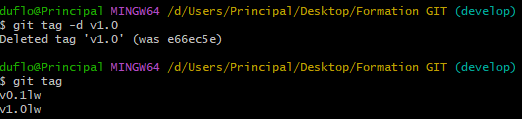 duflo@Principal MINGW64 /d/Users/Principal/Desktop/Formation GIT (develop)
$ git tag -d v1.0
Deleted tag 'v1.0' (was e66ec5e)
duflo@Principal MINGW64 /d/Users/Principal/Desktop/Formation GIT (develop)
$ git tag
v0.1lw
v1.0lw